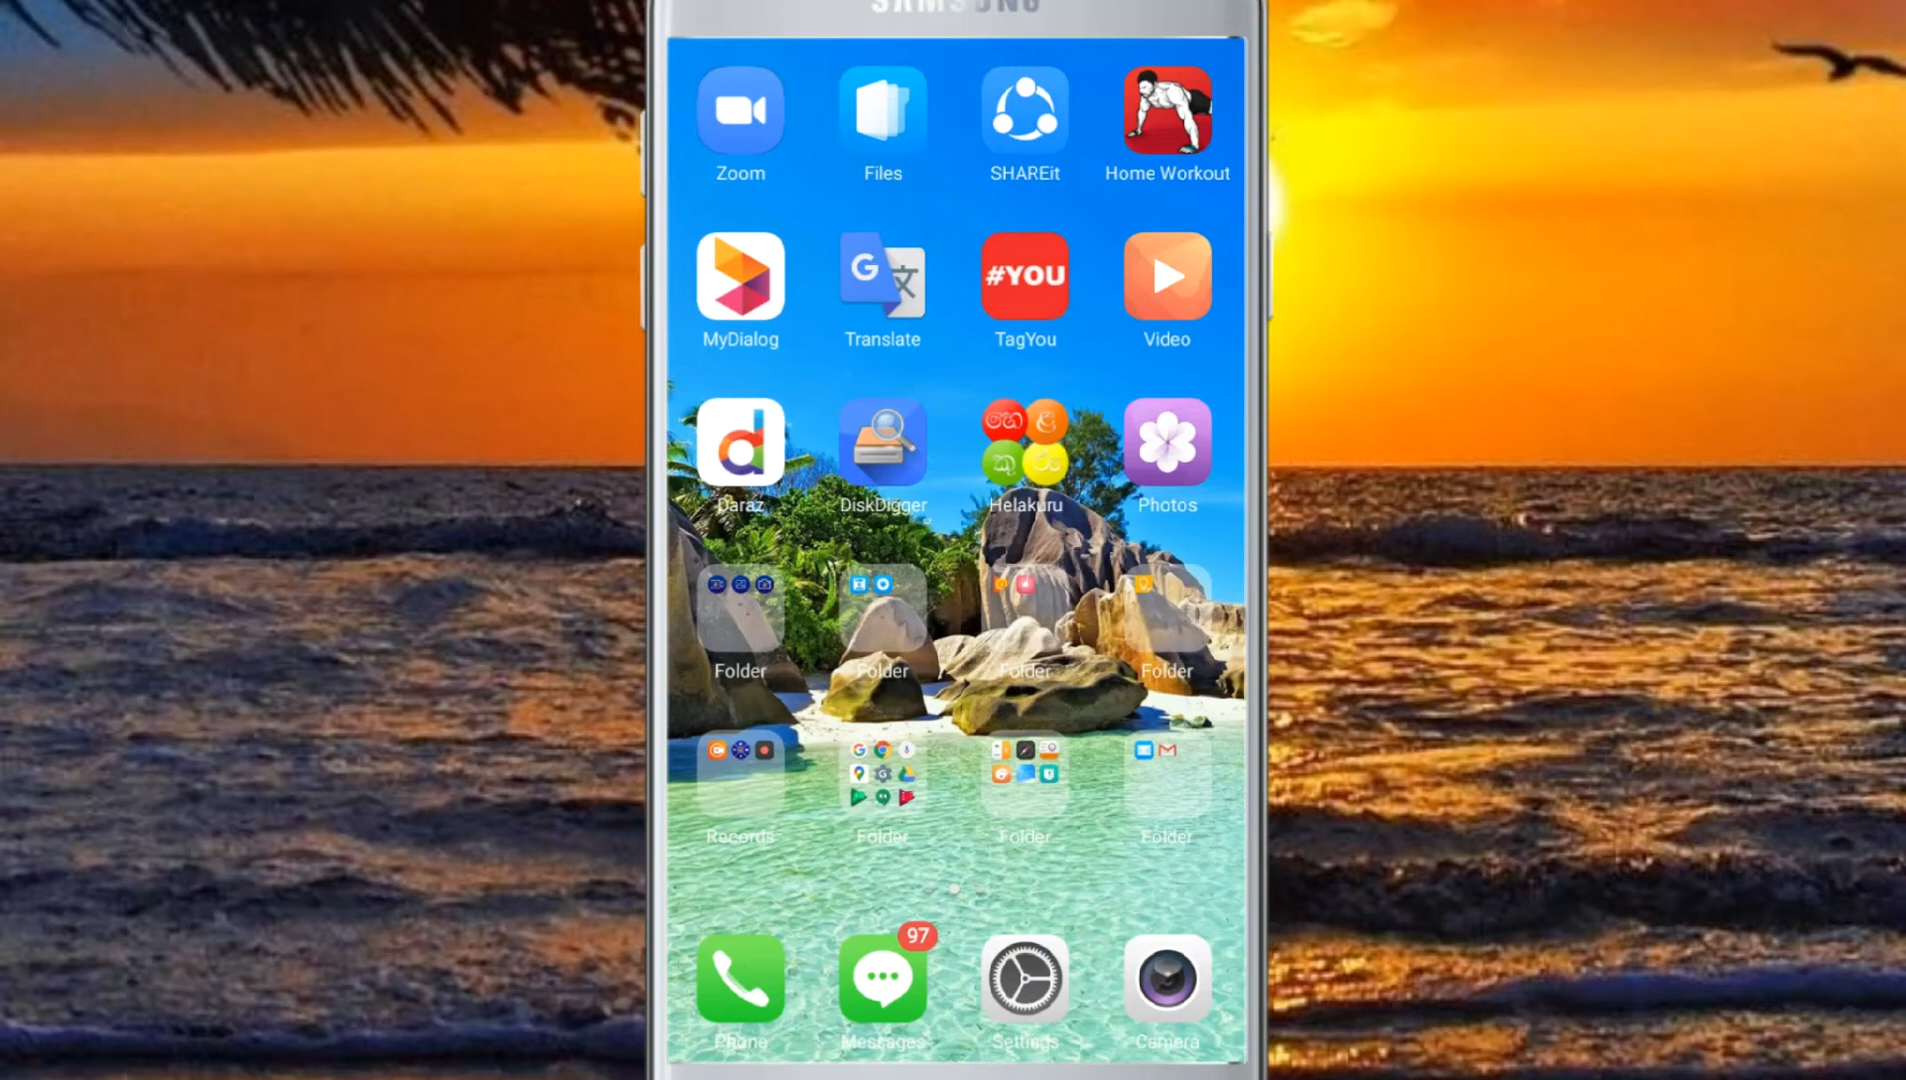 SAMSUNG
Zoom
Files
SHAREit
Home Workout
#YOU
MyDialog
Translate
TagYou
Video
හෙ
ළ
කු
රු
Daraz
DiskDigger
Helakuru
Photos
Folder
Folder
Folder
Folder
Records
Folder
Folder
Folder
97
Phone
Messages
Settings
Camera